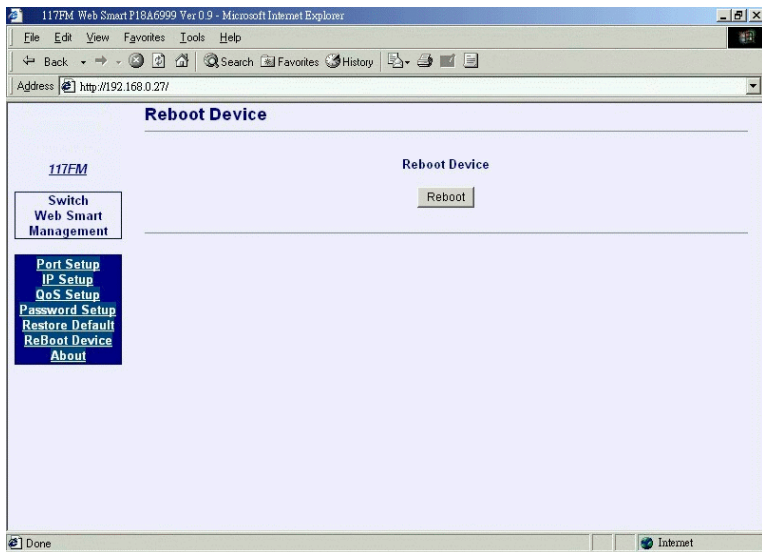 117FM Web Smart P18A6999 Ver 0.9 - Microsoft Internet Explorer
File Edit View Favorites Tools Help
Back Search Favorites History
Address http://192.168.0.27/
Reboot Device
117FM
Switch
Web Smart
Management
Port Setup
IP Setup
QoS Setup
Password Setup
Restore Default
ReBoot Device
About
Reboot Device
Reboot
Done Internet